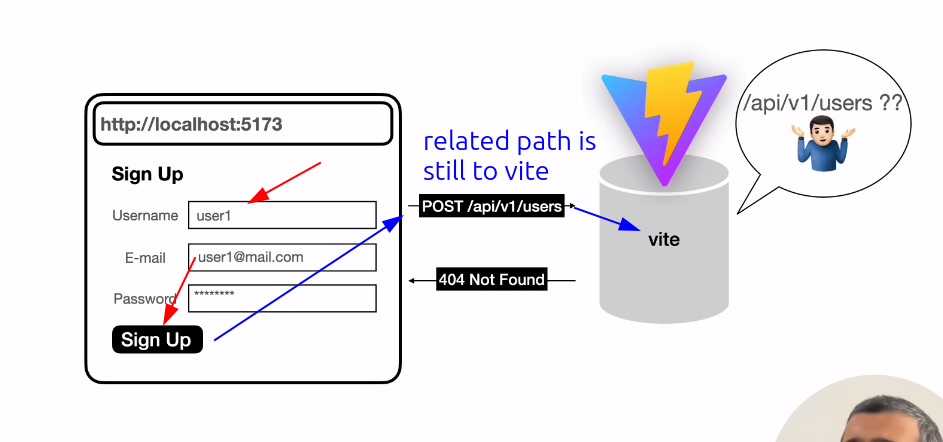 http://localhost:5173
Sign Up
Username
user1
E-mail
user1@mail.com
Password
********
Sign Up
related path is
still to vite
POST /api/v1/users
404 Not Found
vite
/api/v1/users ??